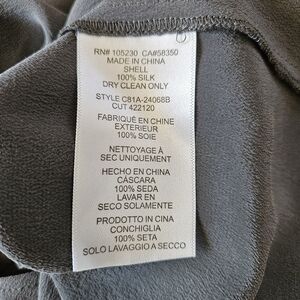 RN# 105230 CA#58350
MADE IN CHINA
SHELL
100% SILK
DRY CLEAN ONLY
STYLE C81A-24066B
CUT 422120
FABRIQUÉ EN CHINE
EXTERIEUR
100% SOIE
NETTOYAGE À
SEC UNIQUEMENT
HECHO EN CHINA
CÁSCARA
100% SEDA
LAVAR EN
SECO SOLAMENTE
PRODOTTO IN CINA
CONCHIGLIA
100% SETA
SOLO LAVAGGIO A SECCO